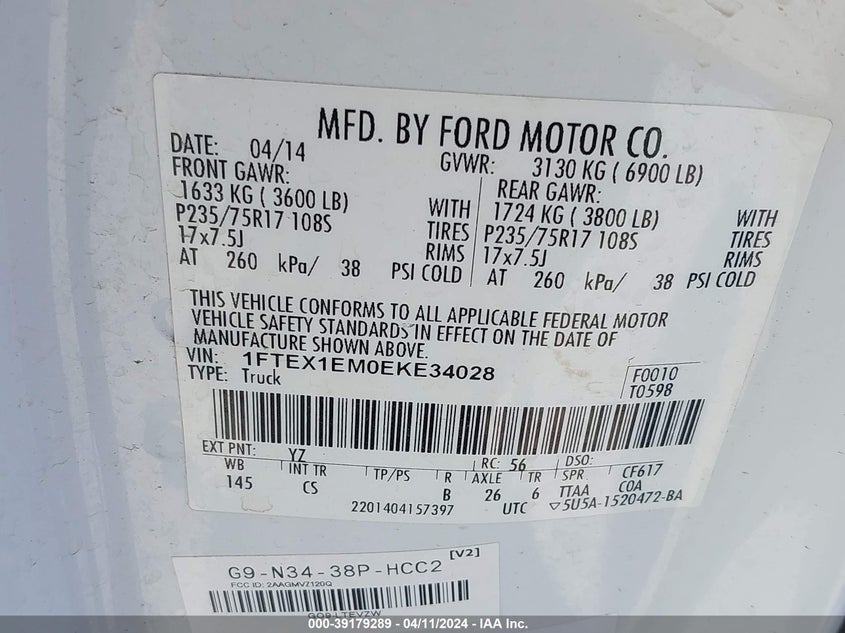 MFD. BY FORD MOTOR CO.
DATE: 04/14 GVWR: 3130 KG ( 6900 LB)
FRONT GAWR: REAR GAWR:
1633 KG ( 3600 LB) WITH 1724 KG ( 3800 LB) WITH
P235/75R17 108S TIRES P235/75R17 108S TIRES
17x7.5J RIMS 17x7.5J RIMS
AT 260 kPa/ 38 PSI COLD AT 260 kPa/ 38 PSI COLD
THIS VEHICLE CONFORMS TO ALL APPLICABLE FEDERAL MOTOR
VEHICLE SAFETY STANDARDS IN EFFECT ON THE DATE OF
MANUFACTURE SHOWN ABOVE.
VIN: 1FTEX1EM0EKE34028 F0010
TYPE: Truck T0598
EXT PNT: YZ RC: 56 DSO:
WB INT TR TP/PS R AXLE TR SPR CF617
145 CS B 26 6 TTAA COA
2201404157397 UTC ▽5U5A-1520472-BA
[V2]
G9-N34-38P-HCC2
FCC ID: 2AAGMVZ120Q
GO9LTEVZW
000--39179289 - 04/11/2024 - IAA Inc.